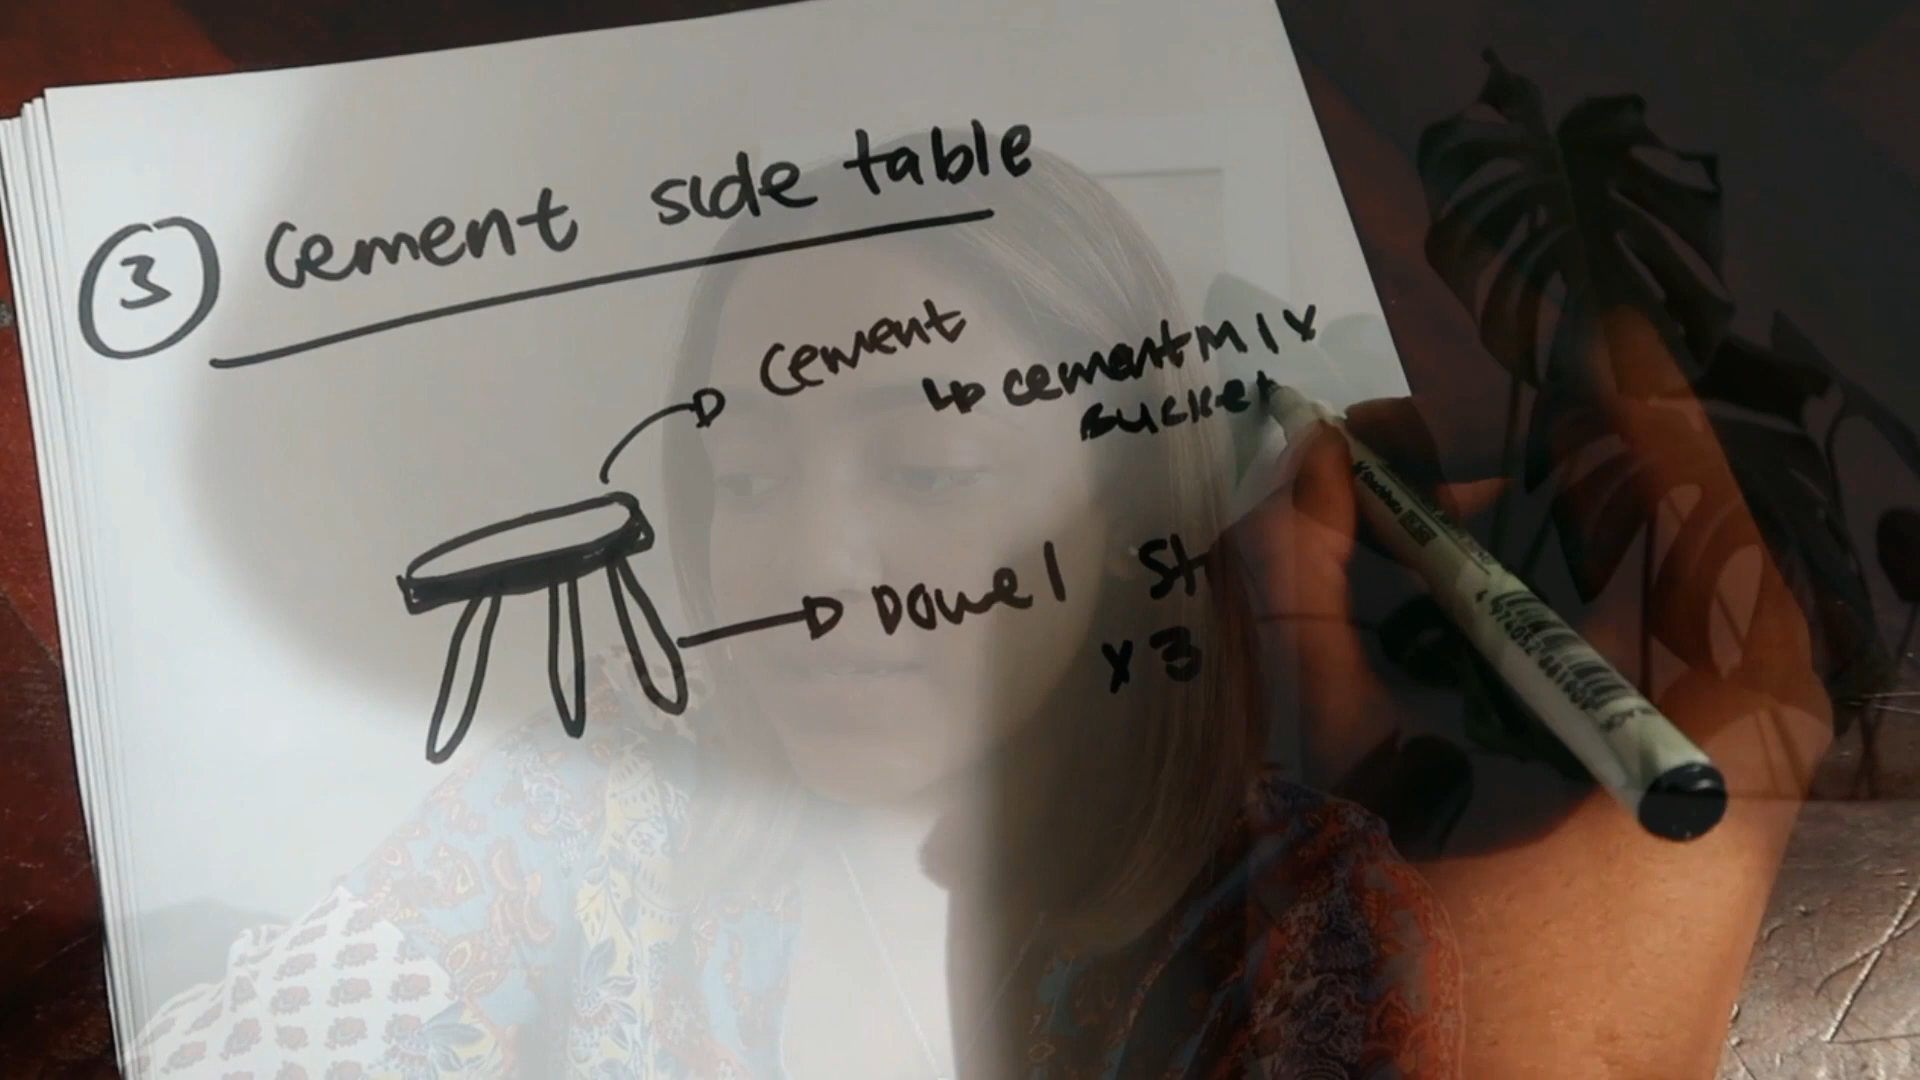 3 cement side table
cement
cement mix
bucket
Dowel St
x3